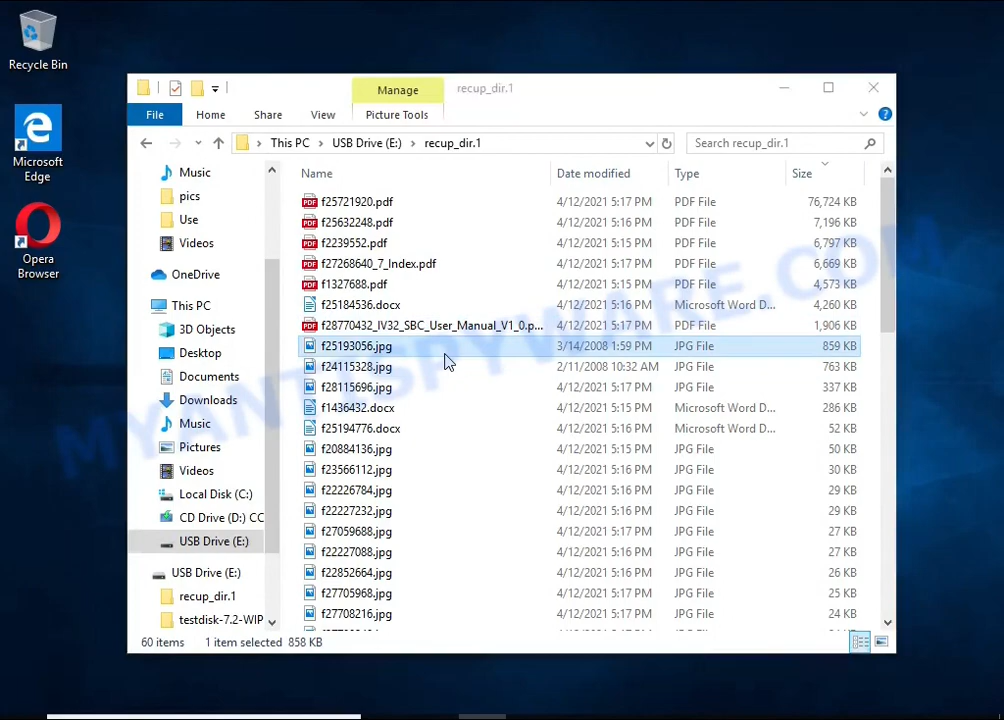 Recycle Bin
Microsoft
Edge
Opera
Browser
Manage
recup_dir.1
File
Home
Share
View
Picture Tools
This PC
USB Drive (E:)
recup_dir.1
Search recup_dir.1
Music
pics
Use
Videos
OneDrive
This PC
3D Objects
Desktop
Documents
Downloads
Music
Pictures
Videos
Local Disk (C:)
CD Drive (D:) CC
USB Drive (E:)
USB Drive (E:)
recup_dir.1
testdisk-7.2-WIP
Name Date modified Type Size
f25721920.pdf 4/12/2021 5:17 PM PDF File 76,724 KB
f25632248.pdf 4/12/2021 5:17 PM PDF File 7,196 KB
f2239552.pdf 4/12/2021 5:15 PM PDF File 6,797 KB
f27268640_7_Index.pdf 4/12/2021 5:17 PM PDF File 6,669 KB
f1327688.pdf 4/12/2021 5:15 PM PDF File 4,573 KB
f25184536.docx 4/12/2021 5:16 PM Microsoft Word D... 4,260 KB
f28770432_IV32_SBC_User_Manual_V1_0.p... 4/12/2021 5:17 PM PDF File 1,906 KB
f25193056.jpg 3/14/2008 1:59 PM JPG File 859 KB
f24115328.jpg 2/11/2008 10:32 AM JPG File 763 KB
f28115696.jpg 4/12/2021 5:17 PM JPG File 337 KB
f1436432.docx 4/12/2021 5:15 PM Microsoft Word D... 286 KB
f25194776.docx 4/12/2021 5:16 PM Microsoft Word D... 52 KB
f20884136.jpg 4/12/2021 5:15 PM JPG File 50 KB
f23566112.jpg 4/12/2021 5:16 PM JPG File 30 KB
f22226784.jpg 4/12/2021 5:16 PM JPG File 29 KB
f22227232.jpg 4/12/2021 5:16 PM JPG File 29 KB
f27059688.jpg 4/12/2021 5:17 PM JPG File 27 KB
f22227088.jpg 4/12/2021 5:16 PM JPG File 27 KB
f22852664.jpg 4/12/2021 5:16 PM JPG File 26 KB
f27705968.jpg 4/12/2021 5:17 PM JPG File 25 KB
f27708216.jpg 4/12/2021 5:17 PM JPG File 24 KB
60 items 1 item selected 858 KB
MYANTISPYWARE.COM